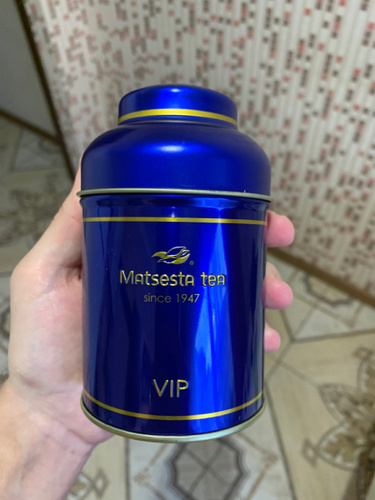 Matsesta tea
®
since 1947
VIP